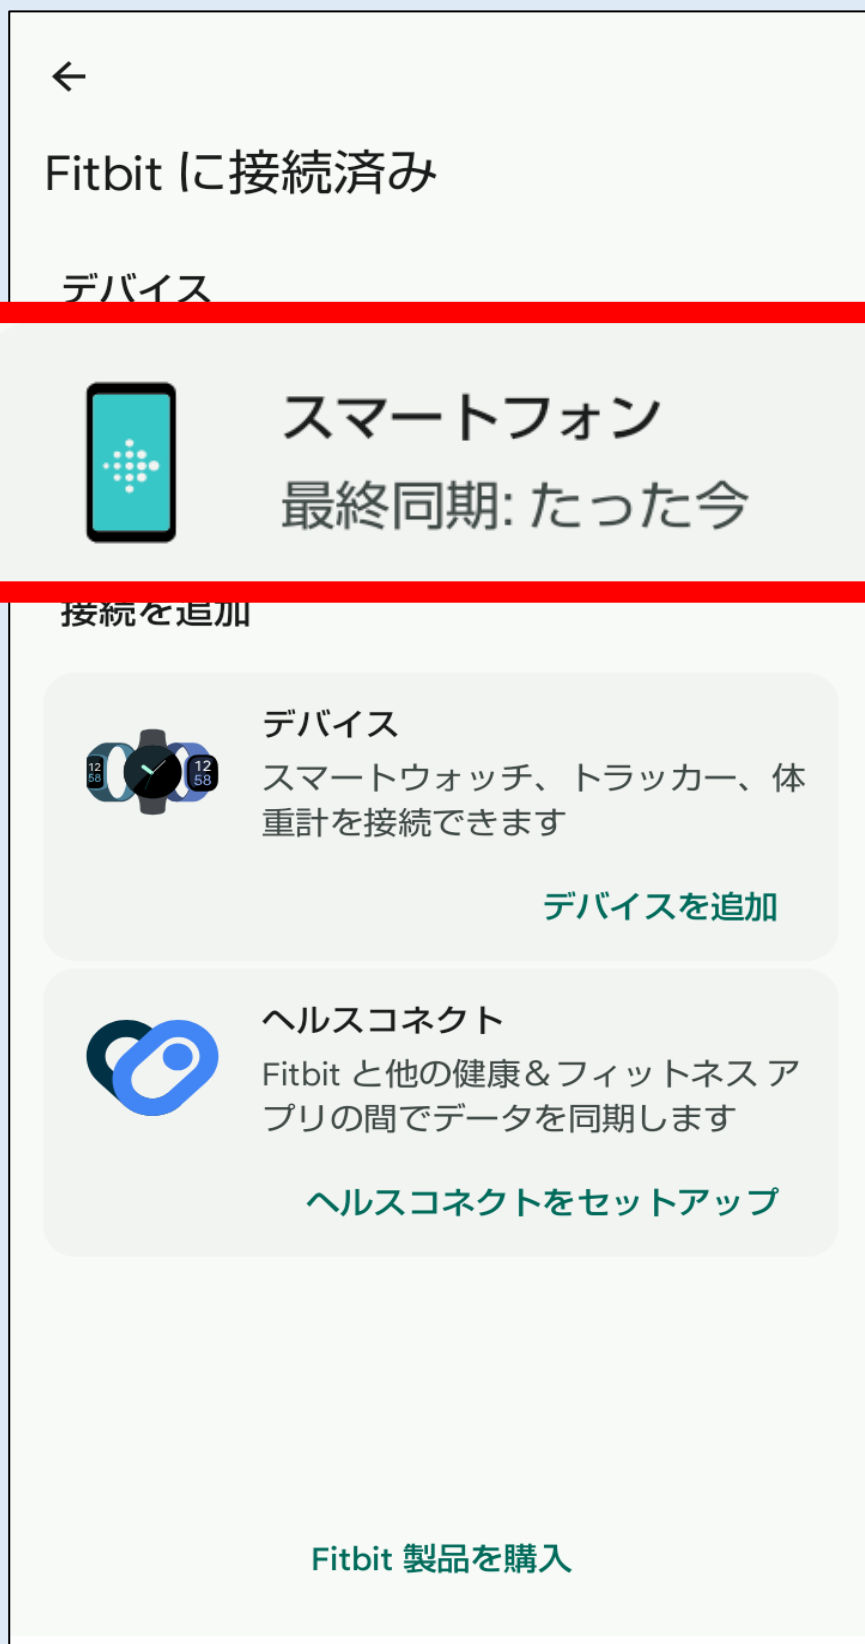 Fitbit に接続済み
デバイス
スマートフォン
最終同期: たった今
接続を追加
デバイス
スマートウォッチ、トラッカー、体
重計を接続できます
12
58
12
58
デバイスを追加
ヘルスコネクト
Fitbit と他の健康＆フィットネス ア
プリの間でデータを同期します
ヘルスコネクトをセットアップ
Fitbit 製品を購入